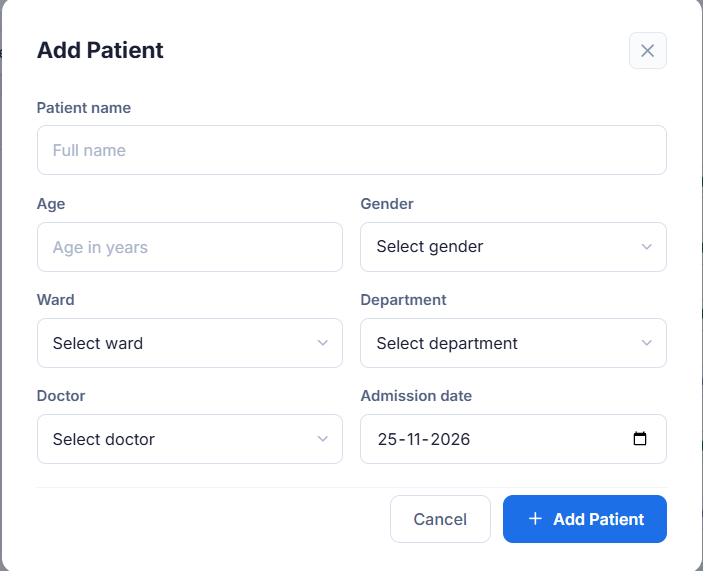 Add Patient
Patient name
Full name
Age
Gender
Age in years
Select gender
Ward
Department
Select ward
Select department
Doctor
Admission date
Select doctor
25-11-2026
Cancel
+ Add Patient